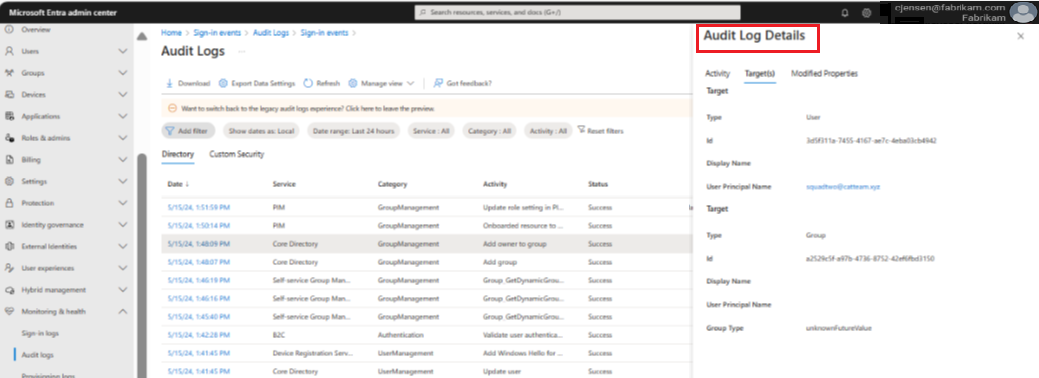 Microsoft Entra admin center
Search resources, services, and docs (G+/)
cjensen@fabrikam.com
Fabrikam
Overview
Users
Groups
Devices
Applications
Roles & admins
Billing
Settings
Protection
Identity governance
External Identities
User experiences
Hybrid management
Monitoring & health
Sign-in logs
Audit logs
Provisioning logs
Home > Sign-in events > Audit Logs > Sign-in events >
Audit Logs ...
Download Export Data Settings Refresh Manage view Got feedback?
Want to switch back to the legacy audit logs experience? Click here to leave the preview.
Add filter Show dates as: Local Date range: Last 24 hours Service : All Category : All Activity : All Reset filters
Directory Custom Security
Date ↓ Service Category Activity Status
5/15/24, 1:51:59 PM PIM GroupManagement Update role setting in PI... Success
5/15/24, 1:50:14 PM PIM GroupManagement Onboarded resource to ... Success
5/15/24, 1:48:09 PM Core Directory GroupManagement Add owner to group Success
5/15/24, 1:48:07 PM Core Directory GroupManagement Add group Success
5/15/24, 1:46:19 PM Self-service Group Man... GroupManagement Group_GetDynamicGrou... Success
5/15/24, 1:46:16 PM Self-service Group Man... GroupManagement Group_GetDynamicGrou... Success
5/15/24, 1:45:40 PM Self-service Group Man... GroupManagement Group_GetDynamicGrou... Success
5/15/24, 1:42:28 PM B2C Authentication Validate user authentica... Success
5/15/24, 1:41:45 PM Device Registration Serv... UserManagement Add Windows Hello for ... Success
5/15/24, 1:41:45 PM Core Directory UserManagement Update user Success
Audit Log Details
Activity Target(s) Modified Properties
Target
Type User
Id 3d5f311a-7455-4167-ae7c-4eba03cb4942
Display Name
User Principal Name squadtwo@catteam.xyz
Target
Type Group
Id a2529c5f-a97b-4736-8752-42ef6fbd3150
Display Name
User Principal Name
Group Type unknownFutureValue